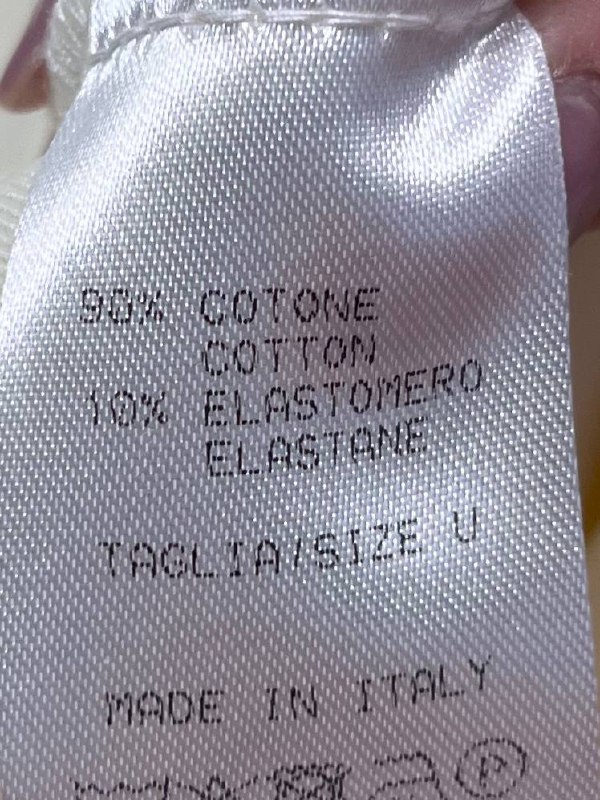 90% COTONE
COTTON
10% ELASTOMERO
ELASTANE
TAGLIA/SIZE U
MADE IN ITALY
P